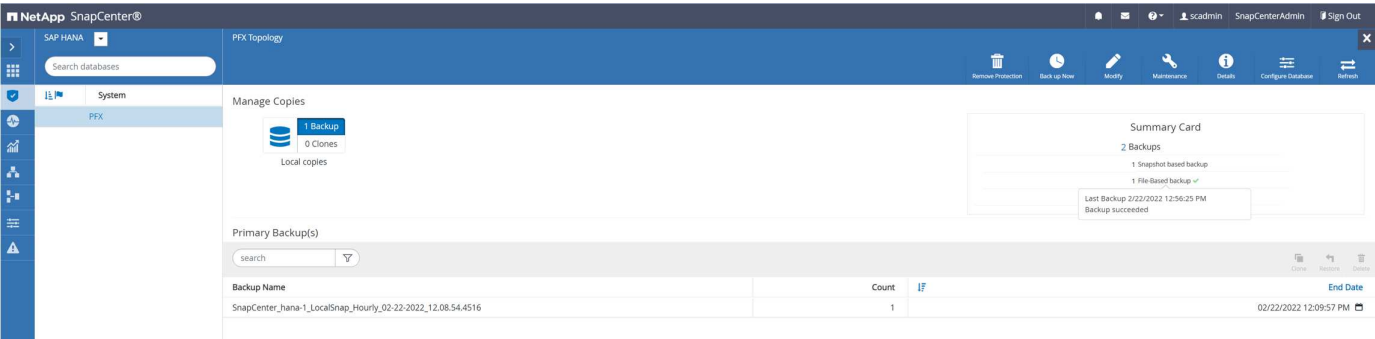 NetApp SnapCenter®
scadmin SnapCenterAdmin Sign Out
SAP HANA
PFX Topology
Search databases
Remove Protection Back up Now Modify Maintenance Details Configure Database Refresh
System
PFX
Manage Copies
1 Backup
0 Clones
Local copies
Summary Card
2 Backups
1 Snapshot based backup
1 File-Based backup ✓
Last Backup 2/22/2022 12:56:25 PM
Backup succeeded
Primary Backup(s)
search
Clone Restore Delete
Backup Name Count End Date
SnapCenter_hana-1_LocalSnap_Hourly_02-22-2022_12.08.54.4516 1 02/22/2022 12:09:57 PM